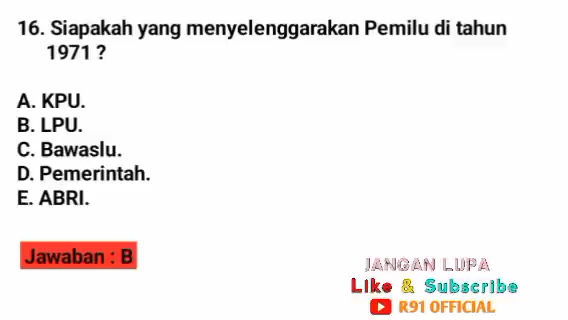 16. Siapakah yang menyelenggarakan Pemilu di tahun
1971 ?
A. KPU.
B. LPU.
C. Bawaslu.
D. Pemerintah.
E. ABRI.
Jawaban : B
JANGAN LUPA
Like & Subscribe
R91 OFFICIAL